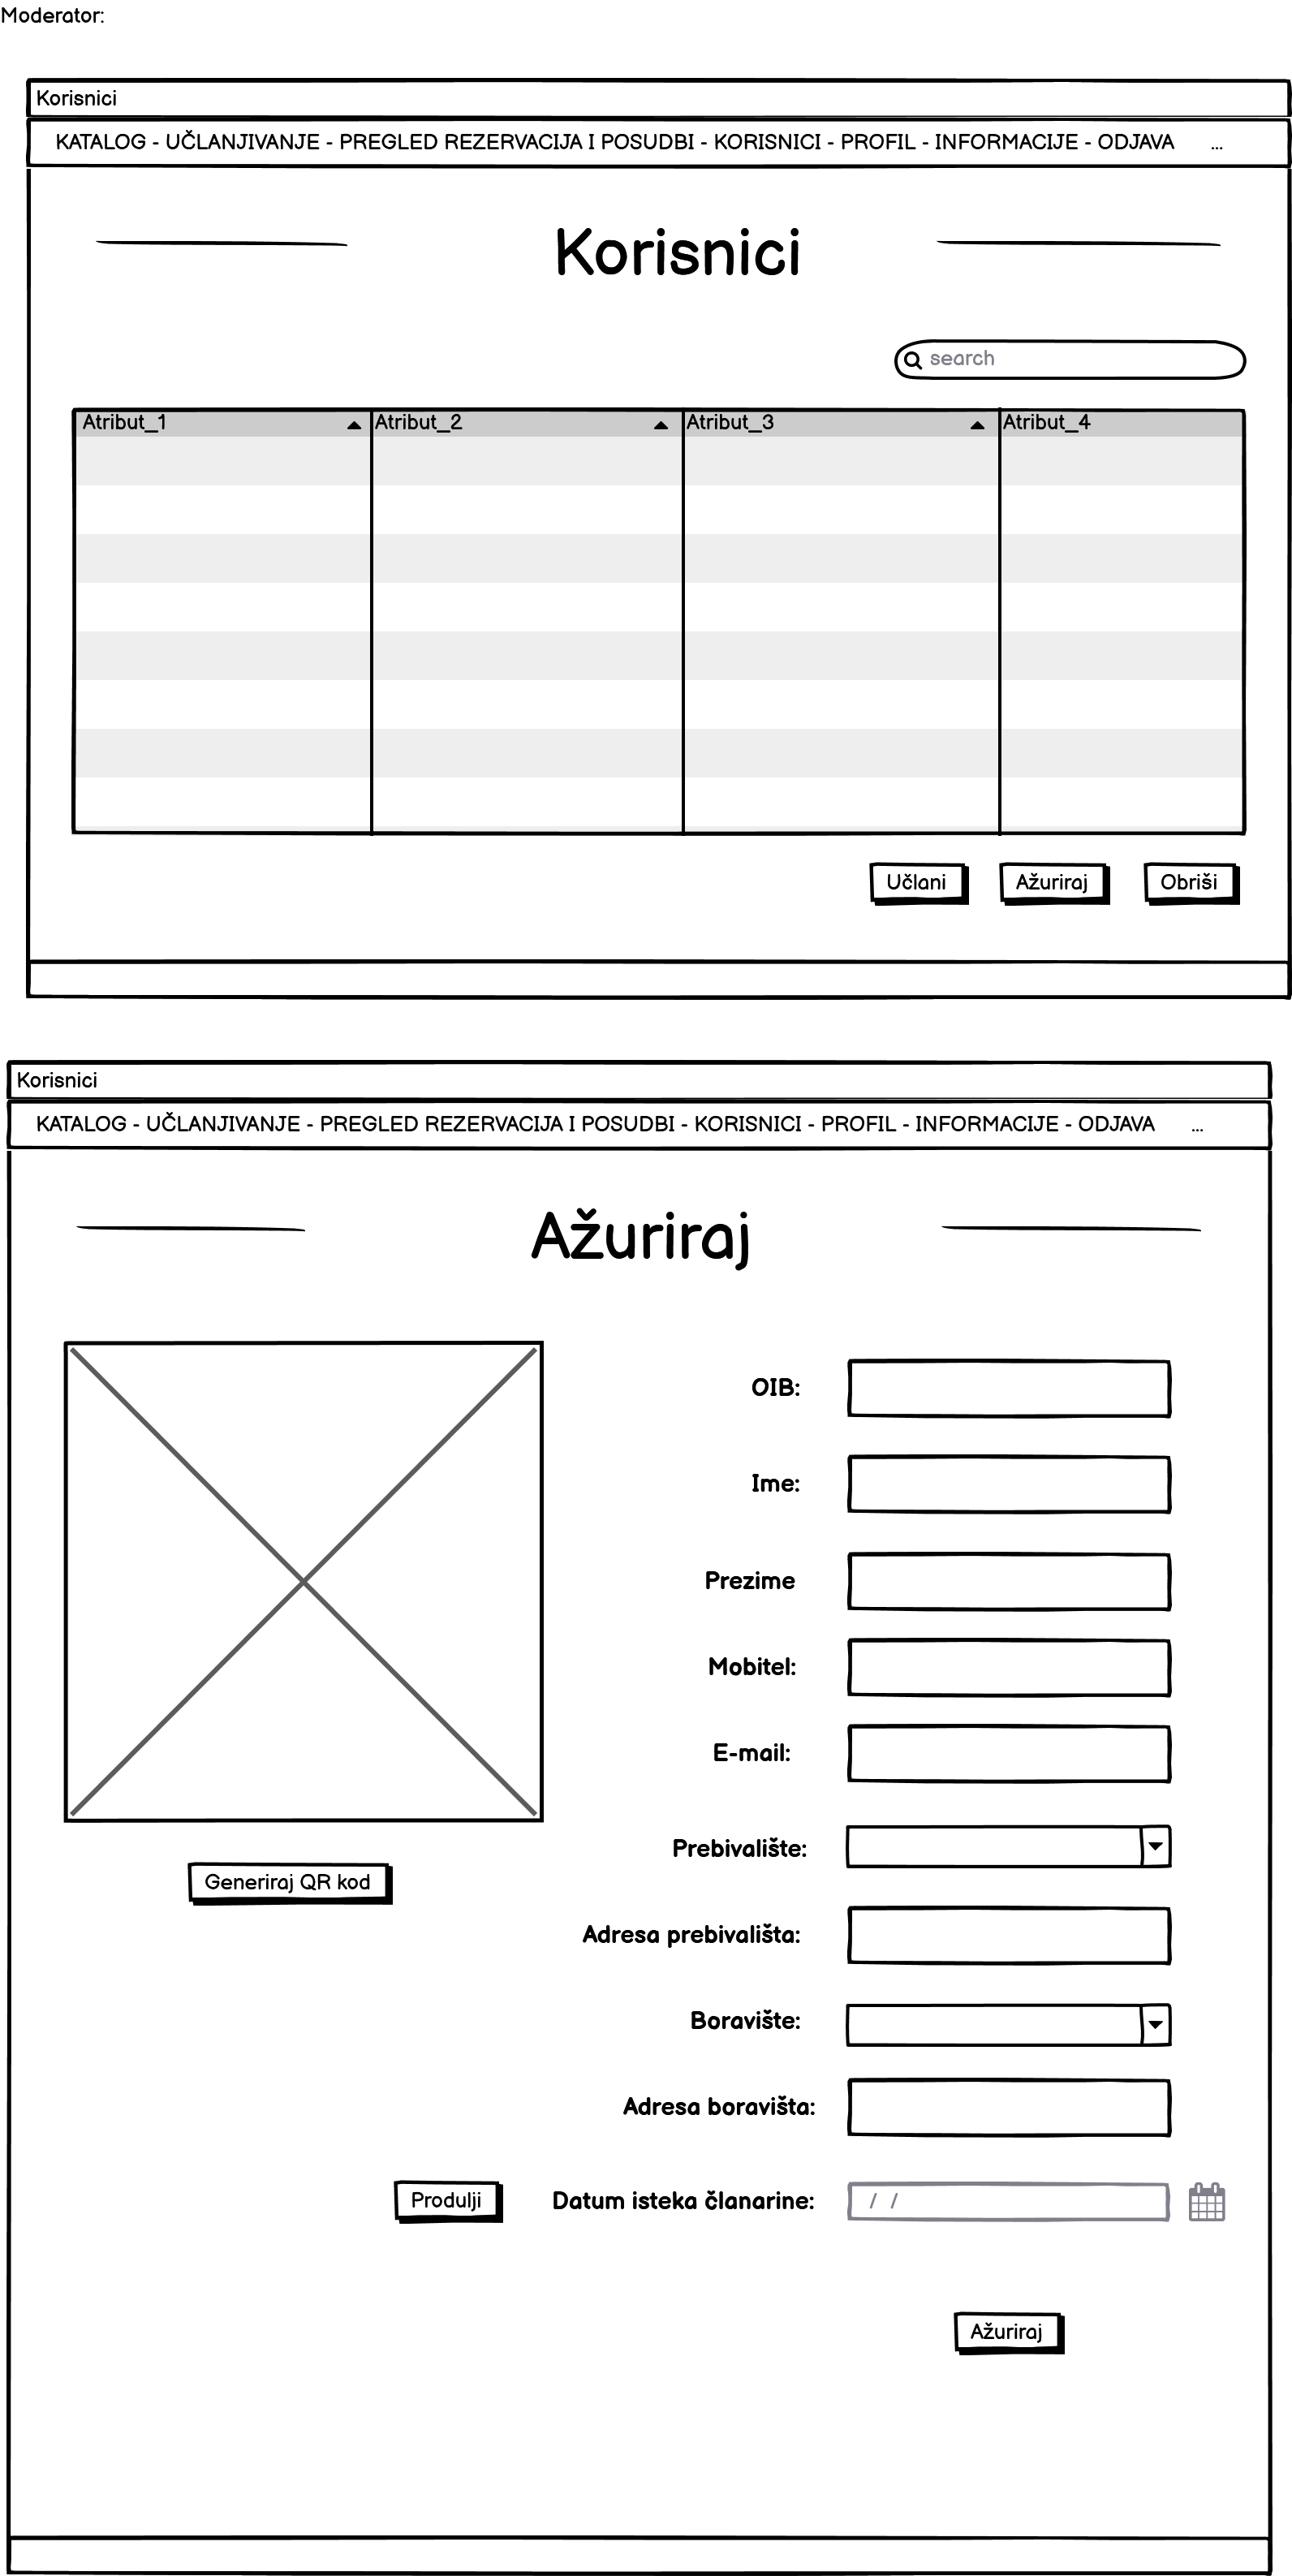 Moderator:
Korisnici
KATALOG - UČLANJIVANJE - PREGLED REZERVACIJA I POSUDBI - KORISNICI - PROFIL - INFORMACIJE - ODJAVA ...
Korisnici
search
Atribut_1 Atribut_2 Atribut_3 Atribut_4
Učlani Ažuriraj Obriši
Korisnici
KATALOG - UČLANJIVANJE - PREGLED REZERVACIJA I POSUDBI - KORISNICI - PROFIL - INFORMACIJE - ODJAVA ...
Ažuriraj
OIB:
Ime:
Prezime
Mobitel:
E-mail:
Prebivalište:
Generiraj QR kod
Adresa prebivališta:
Boravište:
Adresa boravišta:
Produlji Datum isteka članarine: / /
Ažuriraj